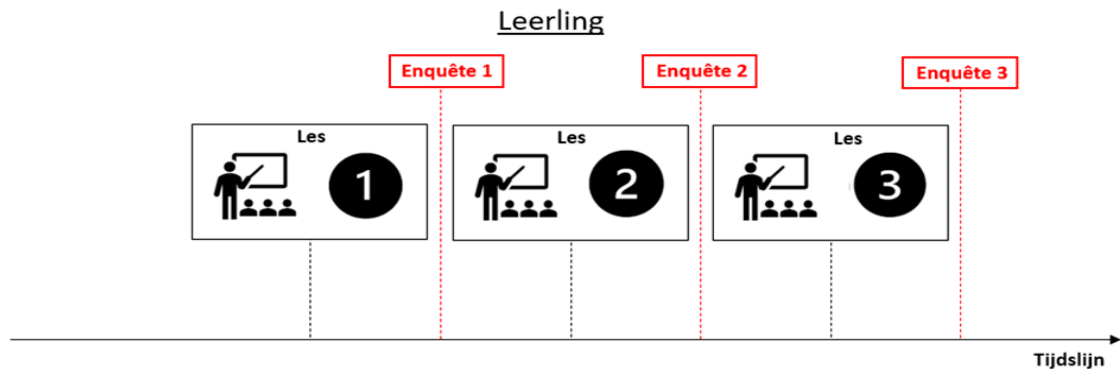 Leerling
Enquête 1
Enquête 2
Enquête 3
Les
1
Les
2
Les
3
Tijdslijn